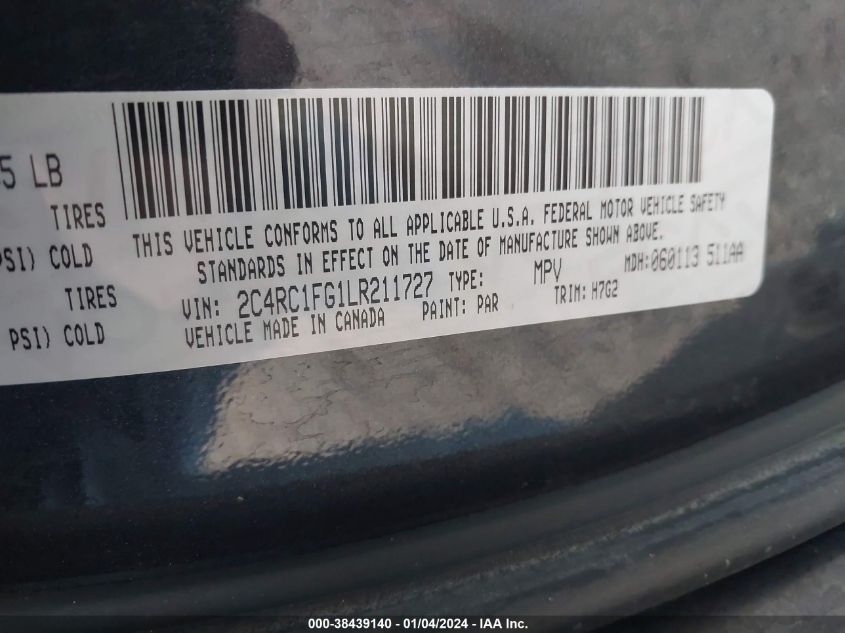 5 LB
TIRES
PSI) COLD
TIRES
PSI) COLD
THIS VEHICLE CONFORMS TO ALL APPLICABLE U.S.A. FEDERAL MOTOR VEHICLE SAFETY
STANDARDS IN EFFECT ON THE DATE OF MANUFACTURE SHOWN ABOVE.
VIN: 2C4RC1FG1LR211727 TYPE: MPV MDH:060113 511AA
VEHICLE MADE IN CANADA PAINT: PAR TRIM: H7G2
000-38439140 - 01/04/2024 - IAA Inc.